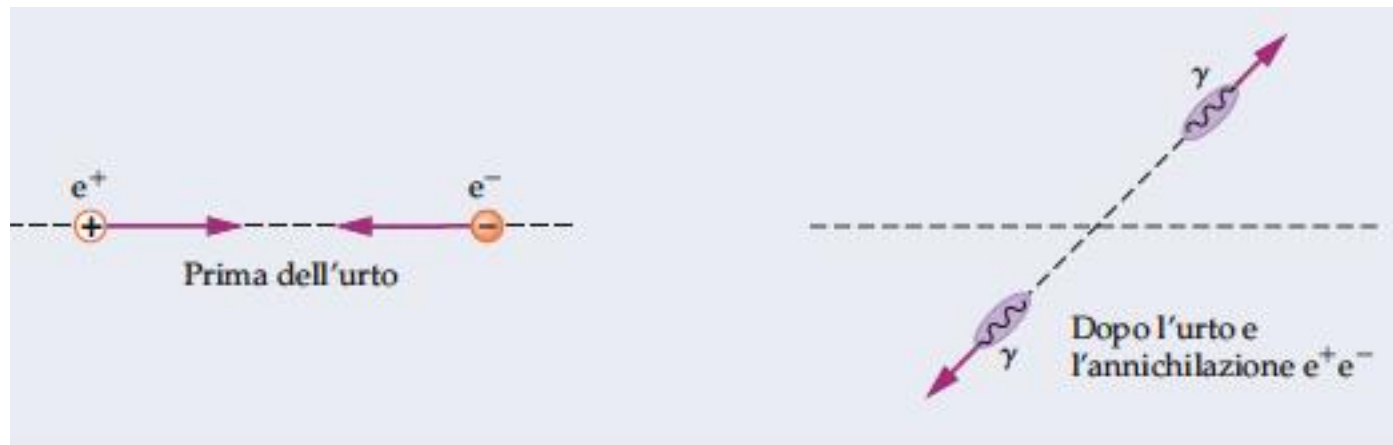 e⁺
e⁻
+
−
Prima dell'urto
γ
γ
Dopo l'urto e
l'annichilazione e⁺e⁻